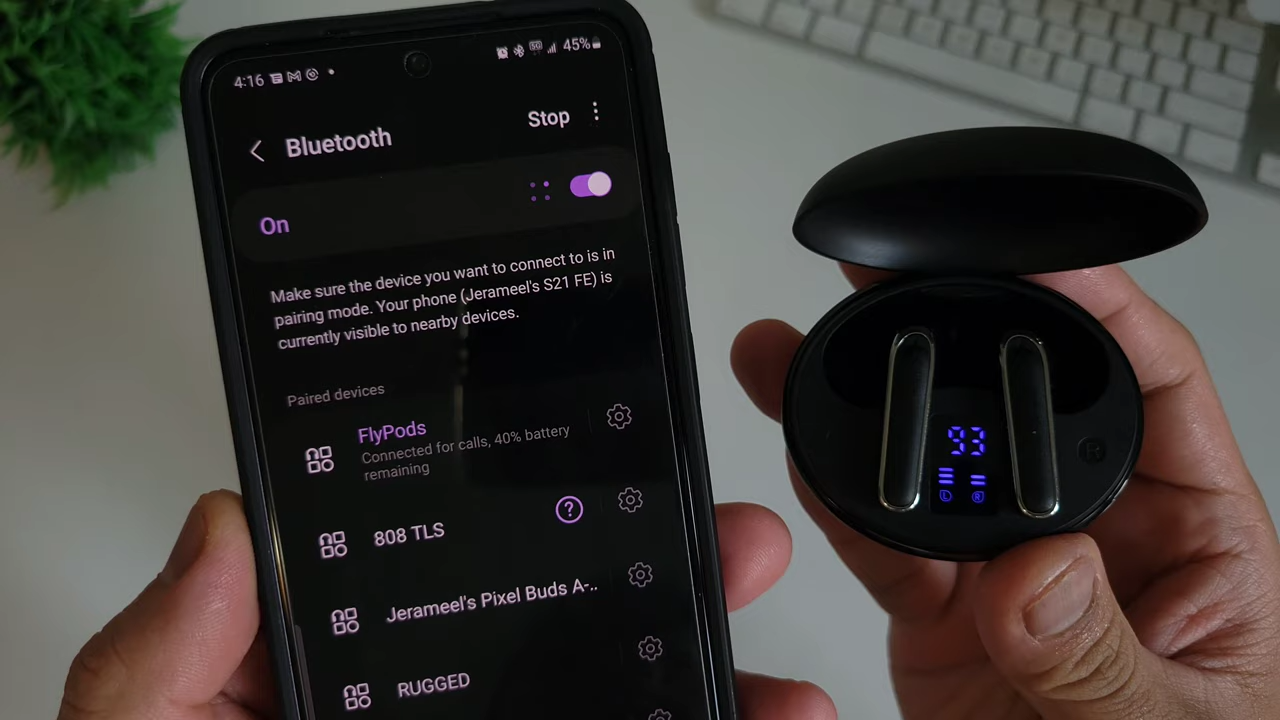 4:16
5G 45%
Bluetooth
Stop
On
Make sure the device you want to connect to is in
pairing mode. Your phone (Jerameel's S21 FE) is
currently visible to nearby devices.
Paired devices
FlyPods
Connected for calls, 40% battery
remaining
808 TLS
?
Jerameel's Pixel Buds A-..
RUGGED
93
L R
R